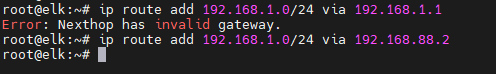 root@elk:~# ip route add 192.168.1.0/24 via 192.168.1.1
Error: Nexthop has invalid gateway.
root@elk:~# ip route add 192.168.1.0/24 via 192.168.88.2
root@elk:~#